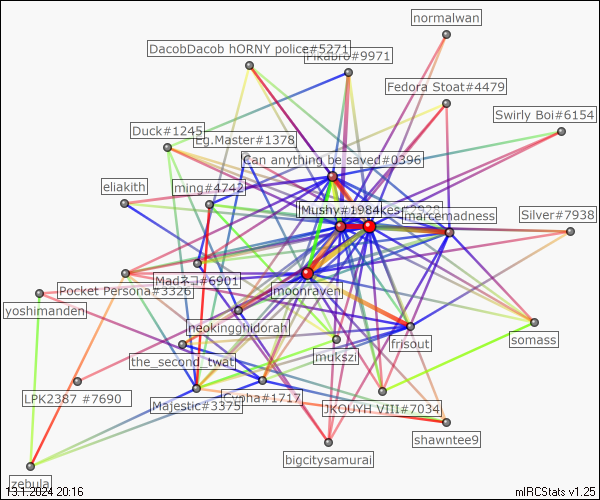 normalwan
DacobDacob hORNY police#5271
Pikabro#9971
Fedora Stoat#4479
Swirly Boi#6154
Duck#1245
Eg.Master#1378
Can anything be saved#0396
ming#4742
eliakith
Mushy#1984
marcemadness
Silver#7938
Madネコ#6901
Pocket Persona#3326
moonraven
yoshimanden
neokingghidorah
frisout
somass
mukszi
the_second_twat
LPK2387 #7690
Majestic#3375
Cypha#1717
JKOUYH VIII#7034
shawntee9
bigcitysamurai
zebula
13.1.2024 20:16
mIRCStats v1.25